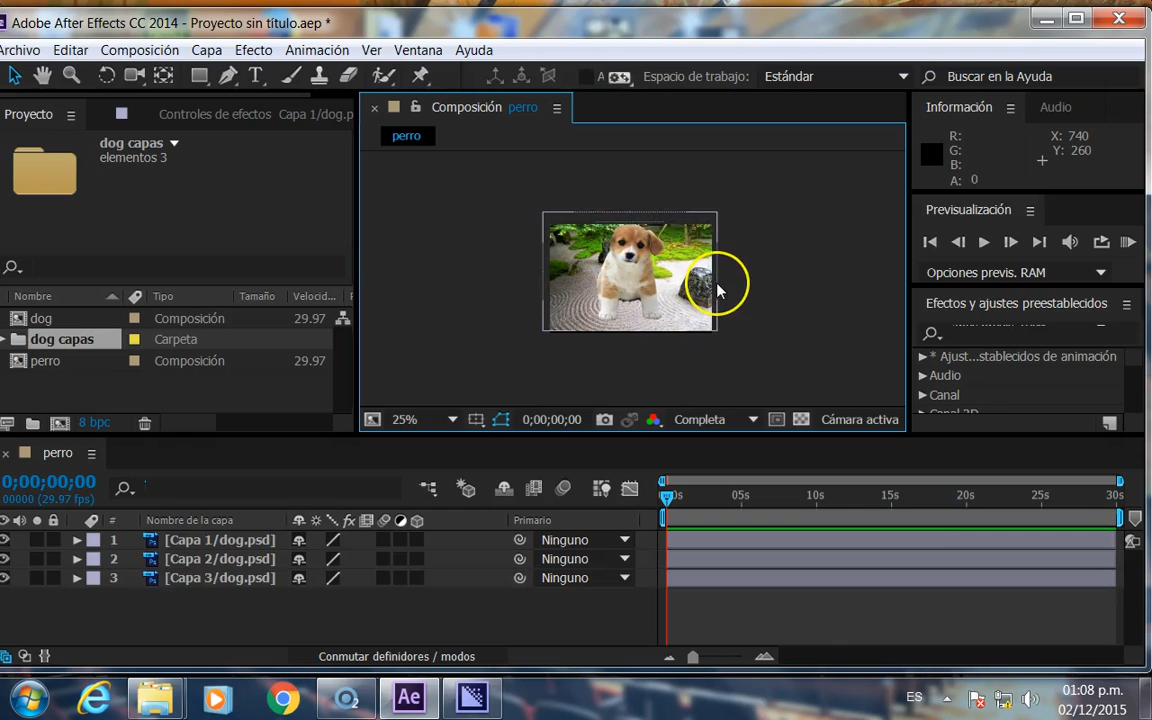 Adobe After Effects CC 2014 - Proyecto sin título.aep *
Archivo Editar Composición Capa Efecto Animación Ver Ventana Ayuda
A Espacio de trabajo: Estándar Buscar en la Ayuda
Proyecto Controles de efectos Capa 1/dog.p
Composición perro
Información Audio
dog capas
elementos 3
perro
R:
G:
B:
A: 0
X: 740
Y: 260
Previsualización
Opciones previs. RAM
Efectos y ajustes preestablecidos
Nombre Tipo Tamaño Velocid...
dog Composición 29.97
dog capas Carpeta
perro Composición 29.97
* Ajust...stablecidos de animación
Audio
Canal
Canal 3D
8 bpc
25% 0;00;00;00 Completa Cámara activa
perro
0;00;00;00
00000 (29.97 fps)
00s 05s 10s 15s 20s 25s 30s
# Nombre de la capa fx Primario
1 [Capa 1/dog.psd] Ninguno
2 [Capa 2/dog.psd] Ninguno
3 [Capa 3/dog.psd] Ninguno
Conmutar definidores / modos
Ae
ES
01:08 p.m.
02/12/2015